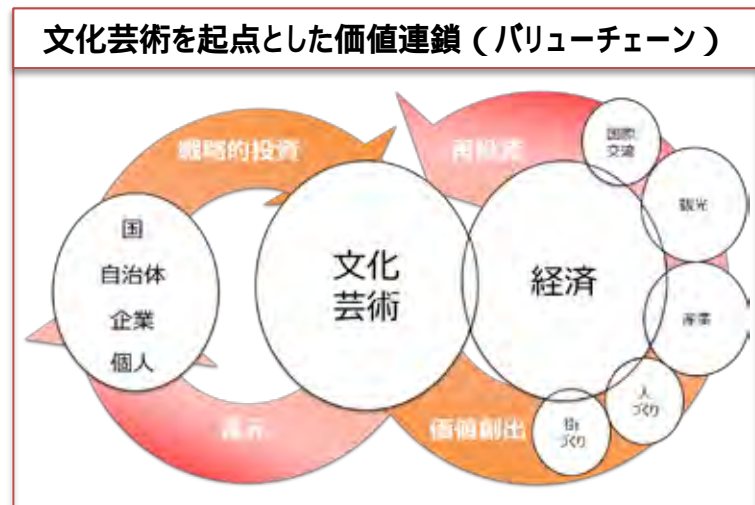 文化芸術を起点とした価値連鎖（バリューチェーン）
戦略的投資
再投資
国際
交流
観光
国
自治体
企業
個人
文化
芸術
経済
産業
人
づくり
街
づくり
還元
価値創出